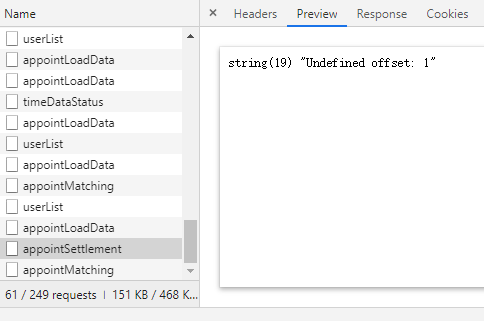 Name
userList
appointLoadData
appointLoadData
timeDataStatus
appointLoadData
userList
appointLoadData
appointMatching
userList
appointLoadData
appointSettlement
appointMatching
61 / 249 requests | 151 KB / 468 K...
× Headers Preview Response Cookies
string(19) "Undefined offset: 1"